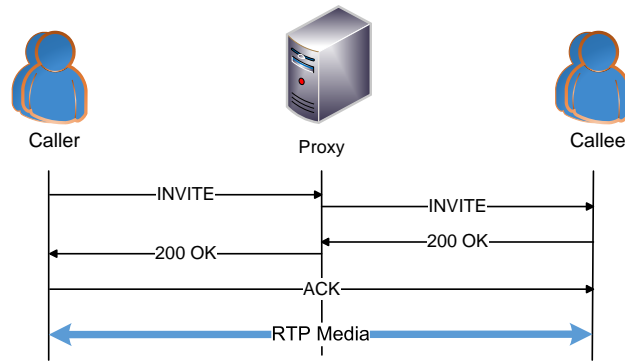 Caller
Proxy
Callee
INVITE
INVITE
200 OK
200 OK
ACK
RTP Media